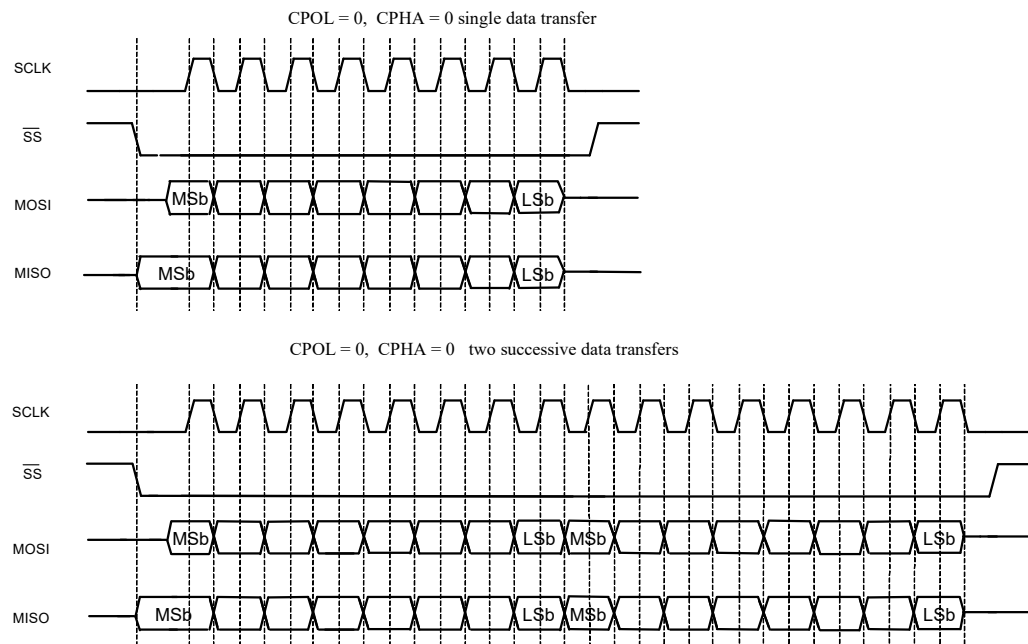 CPOL = 0, CPHA = 0 single data transfer
SCLK
SS
MOSI MSb LSb
MISO MSb LSb
CPOL = 0, CPHA = 0 two successive data transfers
SCLK
SS
MOSI MSb LSb MSb LSb
MISO MSb LSb MSb LSb